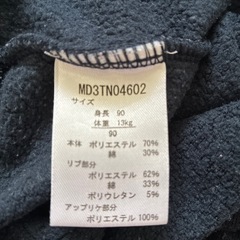 MD3TN04602
サイズ
身長 90
体重 13kg
90
本体 ポリエステル 70%
綿 30%
リブ部分
ポリエステル 62%
綿 33%
ポリウレタン 5%
アップリケ部分
ポリエステル 100%